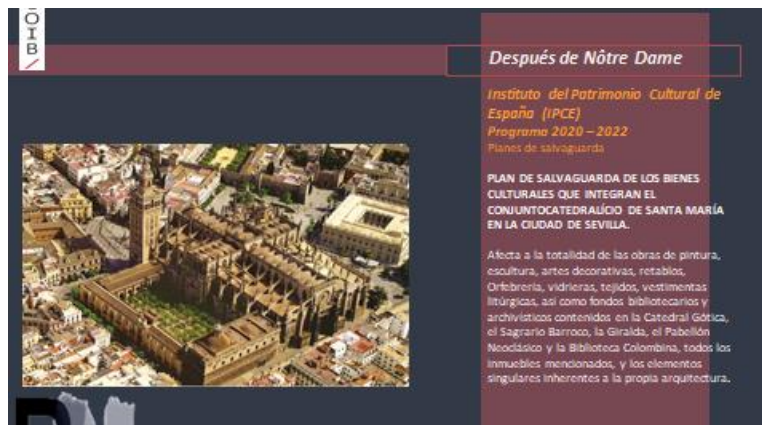 OIB/
Después de Nôtre Dame
Instituto del Patrimonio Cultural de
España (IPCE)
Programa 2020 – 2022
Planes de salvaguarda
PLAN DE SALVAGUARDA DE LOS BIENES
CULTURALES QUE INTEGRAN EL
CONJUNTOCATEDRALÍCIO DE SANTA MARÍA
EN LA CIUDAD DE SEVILLA.
Afecta a la totallidad de las obras de pintura,
escultura, artes decorativas, retablos,
Orfebrería, vidrieras, tejidos, vestimentas
litúrgicas, así como fondos bibliotecarios y
archivísticos contenidos en la Catedral Gótica,
el Sagrario Barroco, la Giralda, el Pabellón
Neoclásico y la Biblioteca Colombina, todos los
inmuebles mencionados, y los elementos
singulares inherentes a la propia arquitectura.